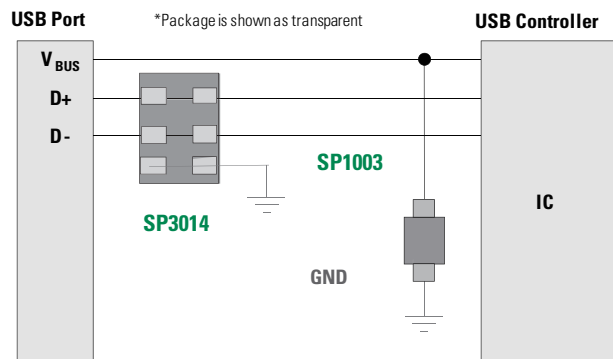 USB Port
*Package is shown as transparent
USB Controller
VBUS
D+
D-
SP1003
IC
SP3014
GND